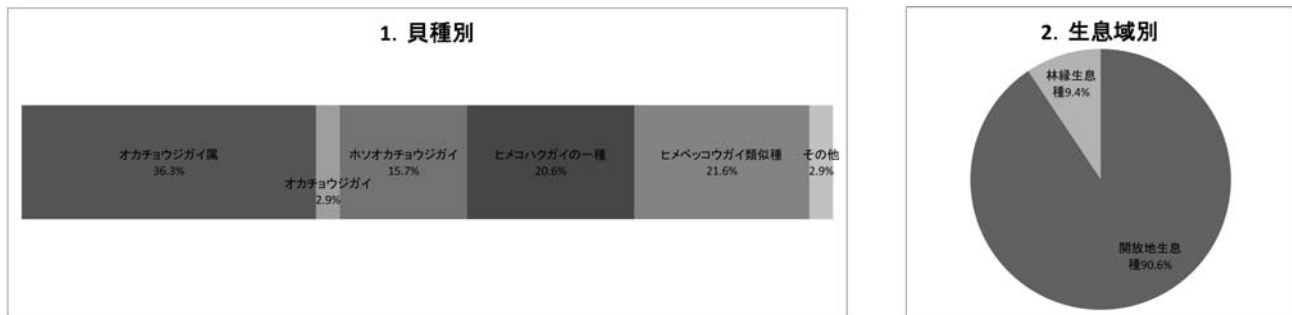 1. 貝種別
オカチョウジガイ属
36.3%
オカチョウジガイ
2.9%
ホソオカチョウジガイ
15.7%
ヒメコハクガイの一種
20.6%
ヒメベッコウガイ類似種
21.6%
その他
2.9%
2. 生息域別
林縁生息
種9.4%
開放地生息
種90.6%